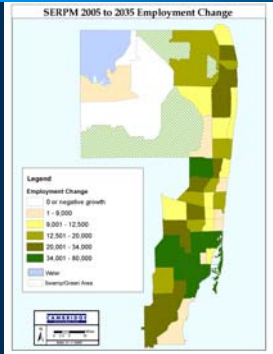 SERPM 2005 to 2035 Employment Change
Legend
Employment Change
0 or negative growth
1 - 9,000
9,001 - 12,500
12,501 - 20,000
20,001 - 34,000
34,001 - 80,000
Water
Swamp/Green Area
CAMBRIDGE